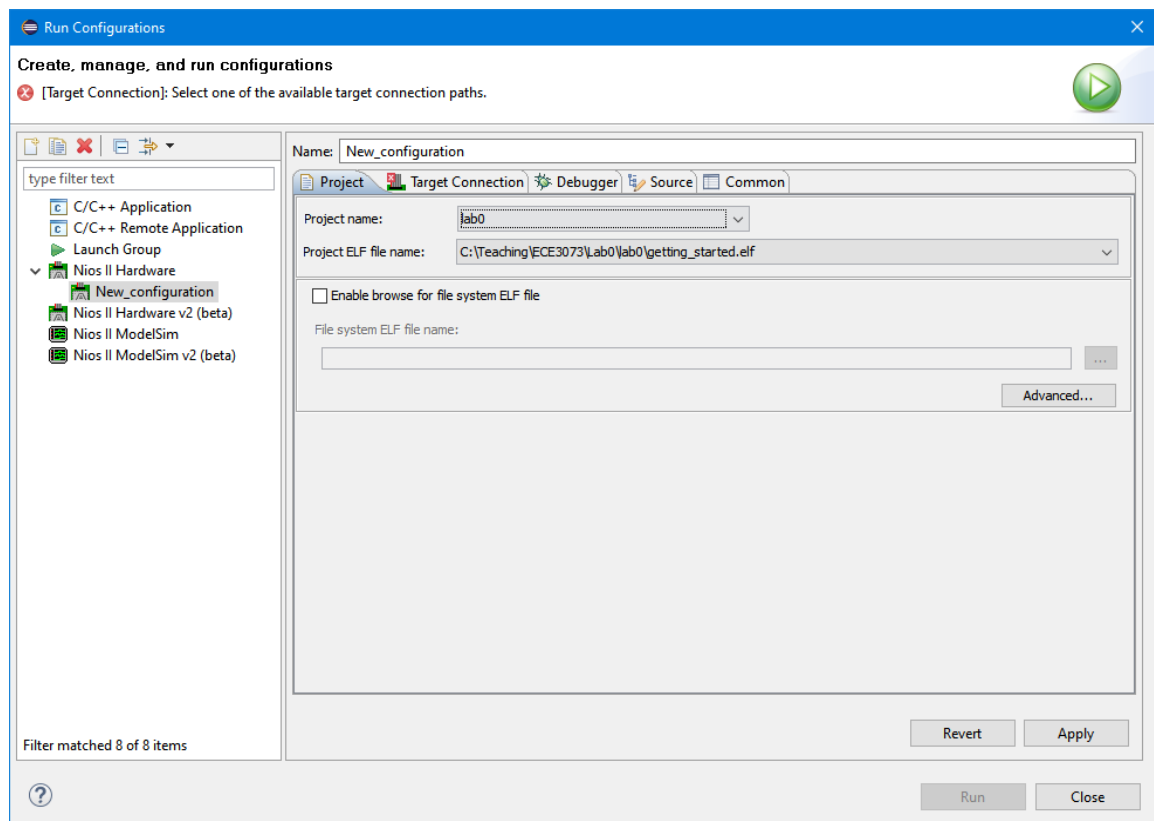 Run Configurations
Create, manage, and run configurations
[Target Connection]: Select one of the available target connection paths.
type filter text
C/C++ Application
C/C++ Remote Application
Launch Group
Nios II Hardware
New_configuration
Nios II Hardware v2 (beta)
Nios II ModelSim
Nios II ModelSim v2 (beta)
Filter matched 8 of 8 items
Name: New_configuration
Project Target Connection Debugger Source Common
Project name: lab0
Project ELF file name: C:\Teaching\ECE3073\Lab0\lab0\getting_started.elf
Enable browse for file system ELF file
File system ELF file name:
...
Advanced...
Revert Apply
? Run Close